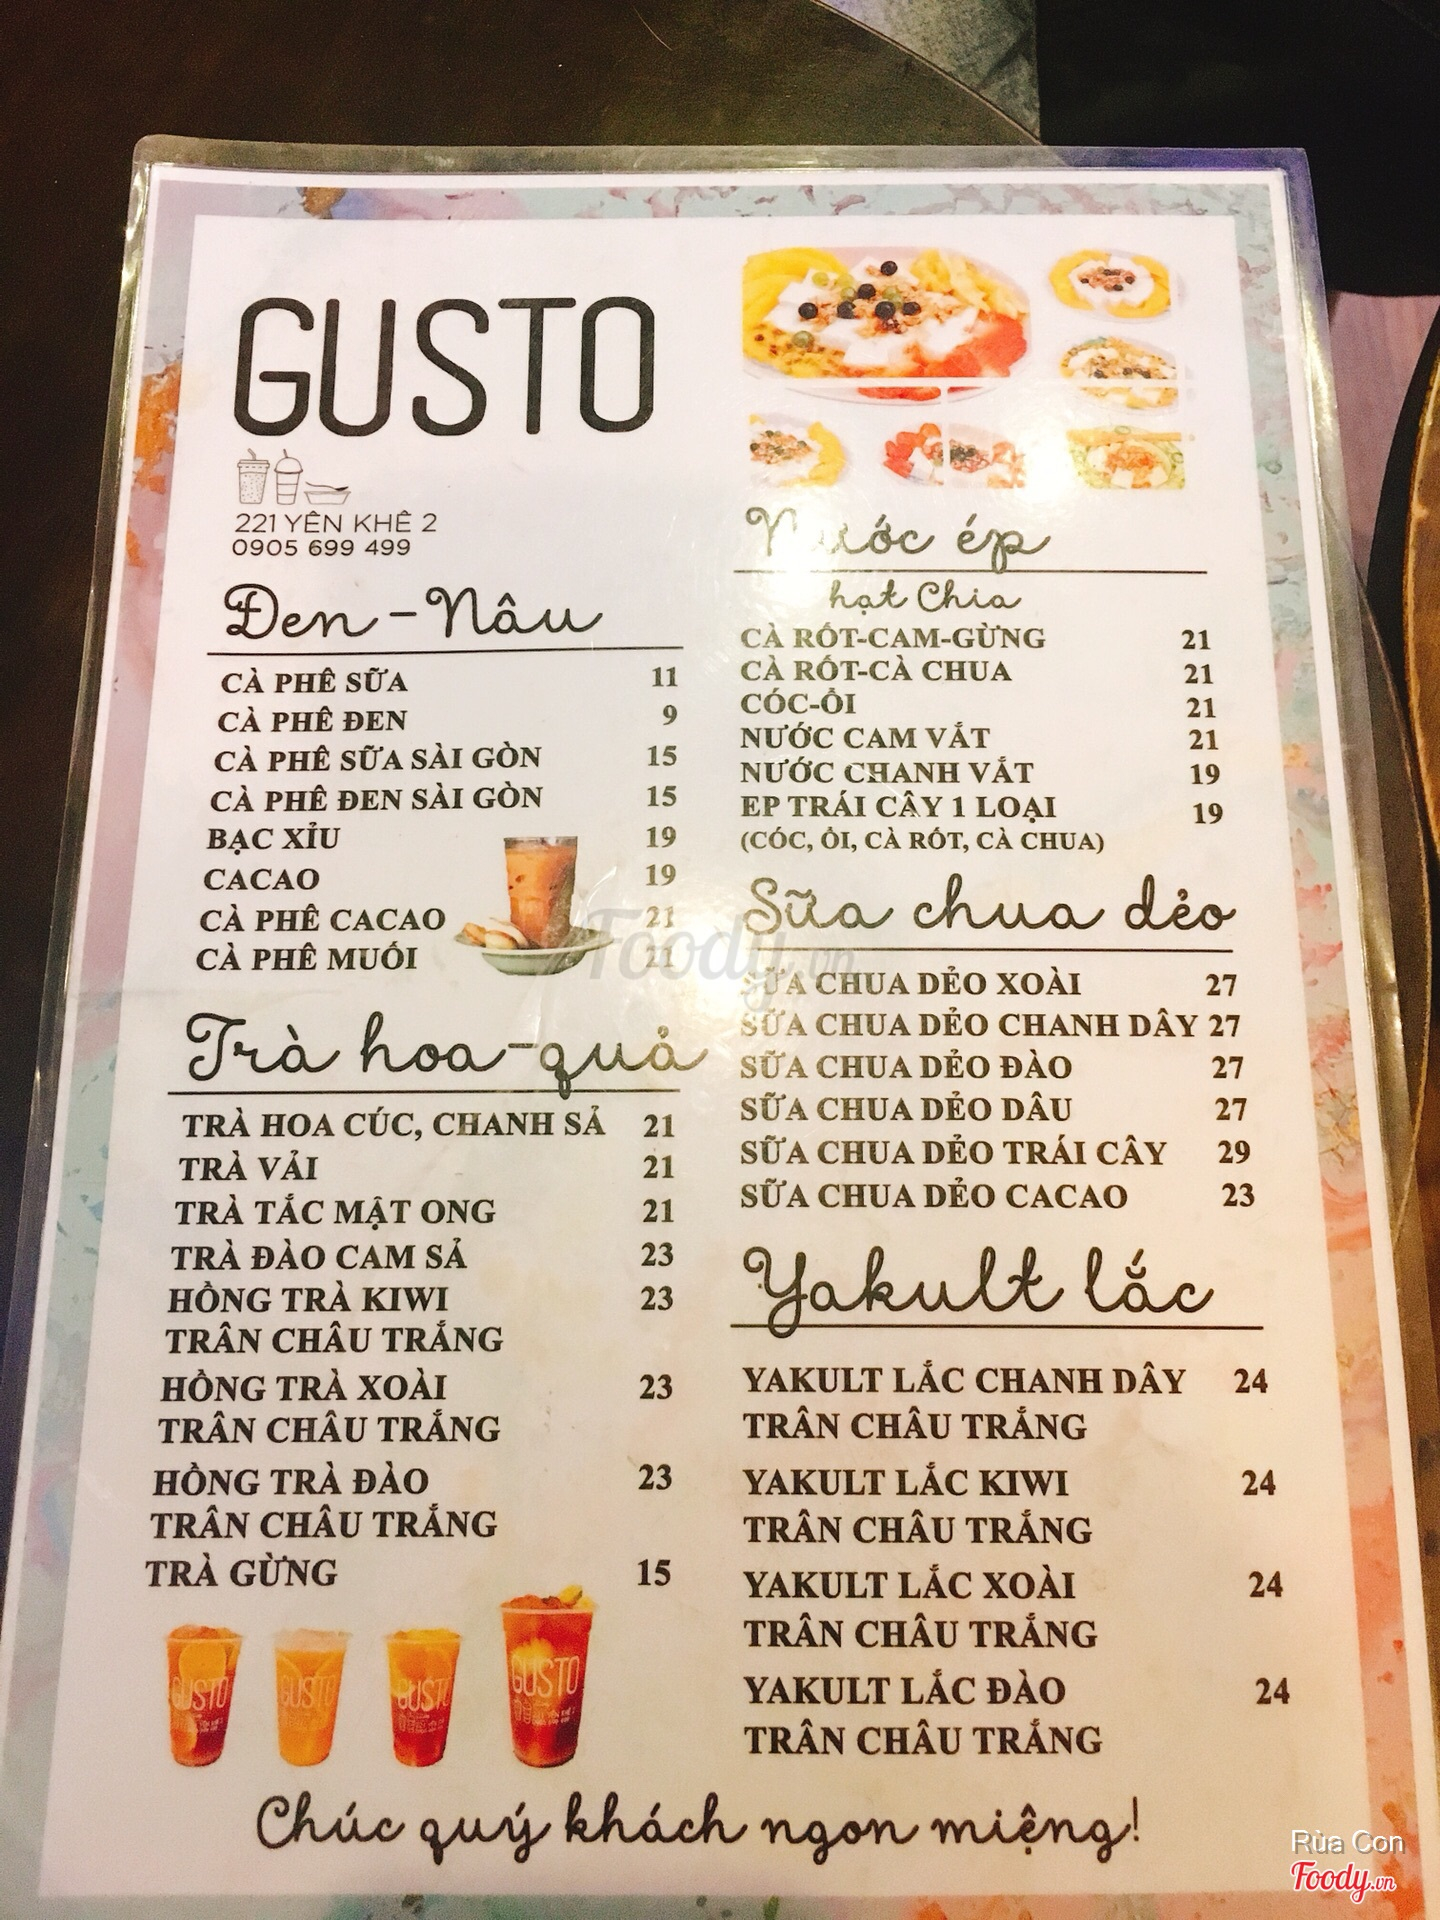 GUSTO
221 YÊN KHÊ 2
0905 699 499
Đen - Nâu
CÀ PHÊ SỮA 11
CÀ PHÊ ĐEN 9
CÀ PHÊ SỮA SÀI GÒN 15
CÀ PHÊ ĐEN SÀI GÒN 15
BẠC XỈU 19
CACAO 19
CÀ PHÊ CACAO 21
CÀ PHÊ MUỐI 21
Trà hoa-quả
TRÀ HOA CÚC, CHANH SẢ 21
TRÀ VẢI 21
TRÀ TẮC MẬT ONG 21
TRÀ ĐÀO CAM SẢ 23
HỒNG TRÀ KIWI 23
TRÂN CHÂU TRẮNG
HỒNG TRÀ XOÀI 23
TRÂN CHÂU TRẮNG
HỒNG TRÀ ĐÀO 23
TRÂN CHÂU TRẮNG
TRÀ GỪNG 15
GUSTO
GUSTO
GUSTO
GUSTO
Nước ép
hạt Chia
CÀ RỐT-CAM-GỪNG 21
CÀ RỐT-CÀ CHUA 21
CÓC-ỔI 21
NƯỚC CAM VẮT 21
NƯỚC CHANH VẮT 19
EP TRÁI CÂY 1 LOẠI 19
(CÓC, ỔI, CÀ RỐT, CÀ CHUA)
Sữa chua dẻo
SỮA CHUA DẺO XOÀI 27
SỮA CHUA DẺO CHANH DÂY 27
SỮA CHUA DẺO ĐÀO 27
SỮA CHUA DẺO DÂU 27
SỮA CHUA DẺO TRÁI CÂY 29
SỮA CHUA DẺO CACAO 23
Yakult lắc
YAKULT LẮC CHANH DÂY 24
TRÂN CHÂU TRẮNG
YAKULT LẮC KIWI 24
TRÂN CHÂU TRẮNG
YAKULT LẮC XOÀI 24
TRÂN CHÂU TRẮNG
YAKULT LẮC ĐÀO 24
TRÂN CHÂU TRẮNG
Chúc quý khách ngon miệng!
Foody.vn
Rùa Con
Foody.vn